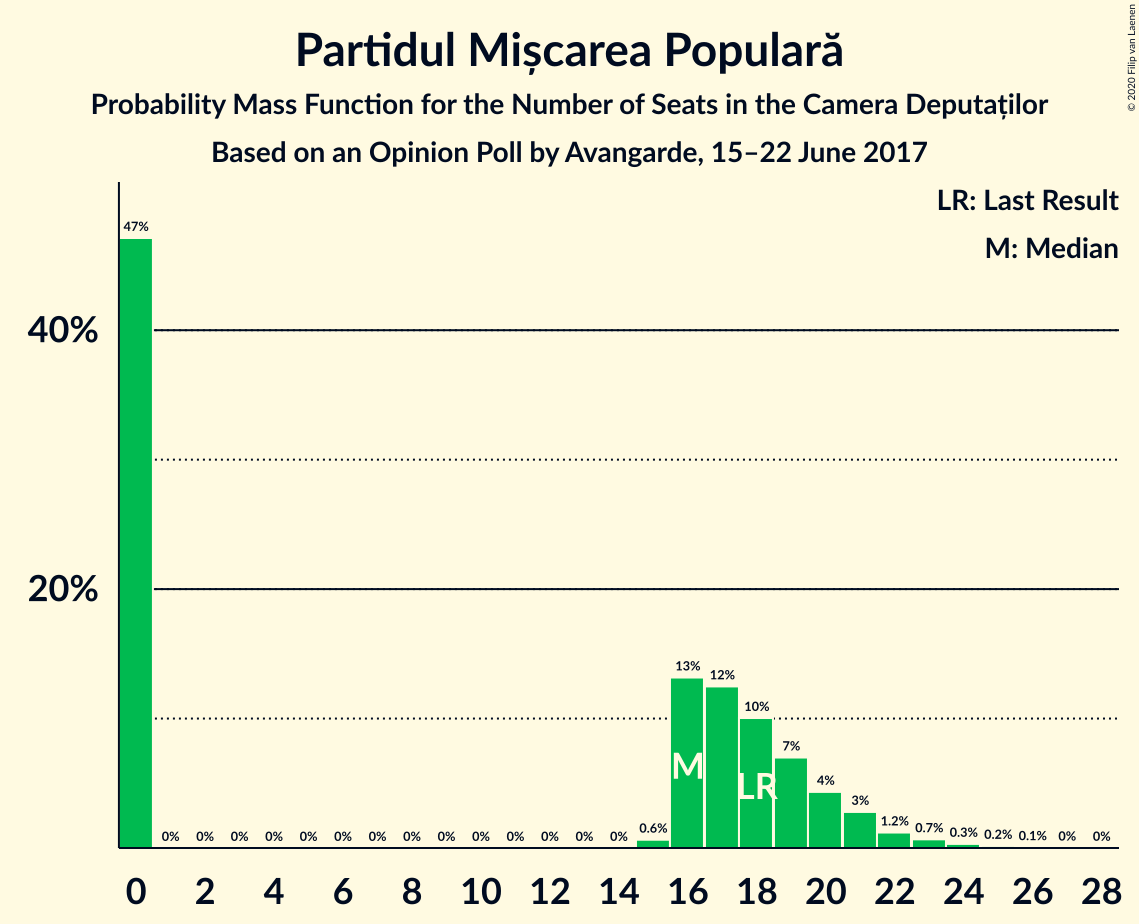 Partidul Mișcarea Populară
Probability Mass Function for the Number of Seats in the Camera Deputaților
Based on an Opinion Poll by Avangarde, 15–22 June 2017
© 2020 Filip van Laenen
LR: Last Result
M: Median
40%
20%
47%
0% 0% 0% 0% 0% 0% 0% 0% 0% 0% 0% 0% 0% 0% 0.6% 13% 12% 10% 7% 4% 3% 1.2% 0.7% 0.3% 0.2% 0.1% 0% 0%
M
LR
0 2 4 6 8 10 12 14 16 18 20 22 24 26 28